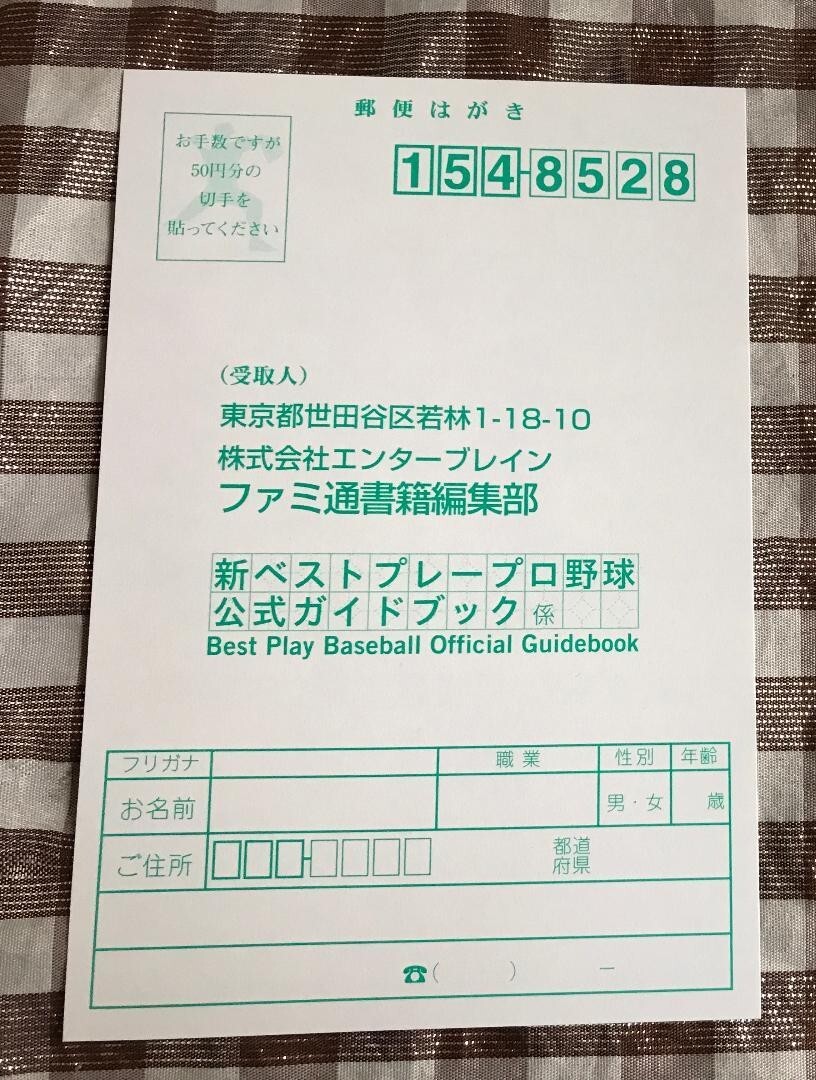 郵便はがき
お手数ですが
50円分の
切手を
貼ってください
154-8528
(受取人)
東京都世田谷区若林1-18-10
株式会社エンターブレイン
ファミ通書籍編集部
新ベストプレープロ野球
公式ガイドブック係
Best Play Baseball Official Guidebook
フリガナ 職業 性別 年齢
お名前 男・女 歳
ご住所 都道
府県
☎( ) －